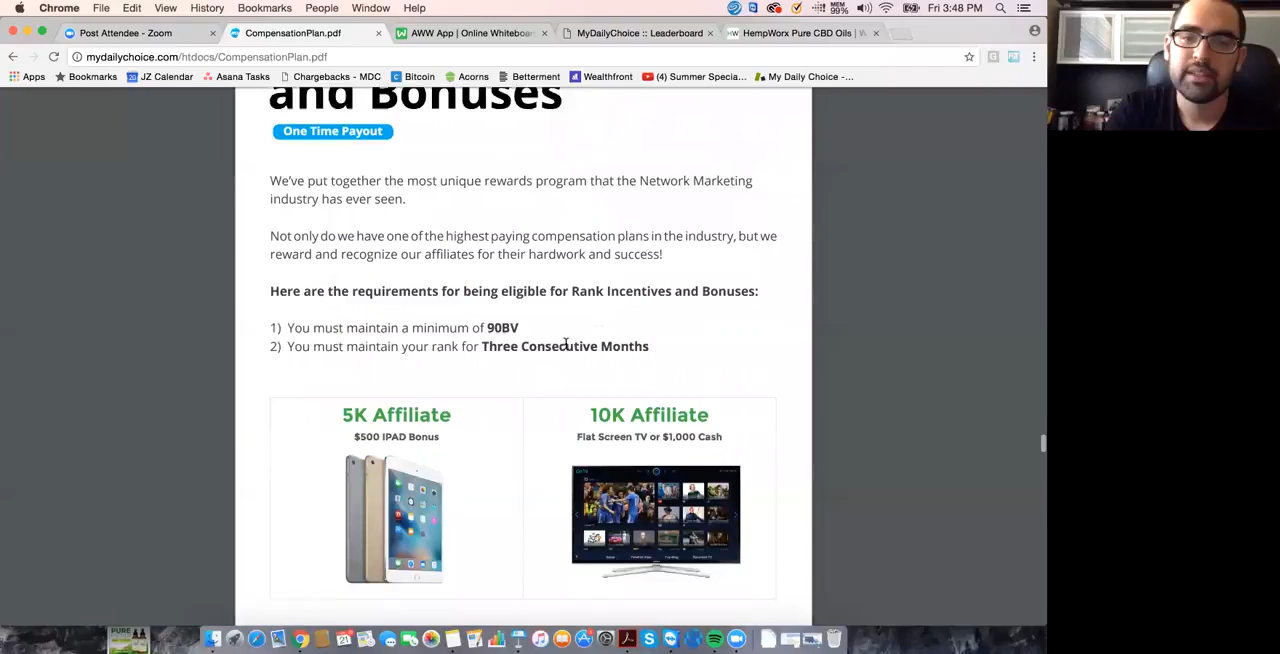 Chrome File Edit View History Bookmarks People Window Help MEM 99% Fri 3:48 PM
Post Attendee - Zoom CompensationPlan.pdf AWW App | Online Whiteboa MyDailyChoice :: Leaderboard HempWorx Pure CBD Oils | W
mydailychoice.com/htdocs/CompensationPlan.pdf
Apps Bookmarks 20 JZ Calendar Asana Tasks Chargebacks - MDC Bitcoin Acorns Betterment Wealthfront (4) Summer Specia... My Daily Choice -...
and Bonuses
One Time Payout
We've put together the most unique rewards program that the Network Marketing
industry has ever seen.
Not only do we have one of the highest paying compensation plans in the industry, but we
reward and recognize our affiliates for their hardwork and success!
Here are the requirements for being eligible for Rank Incentives and Bonuses:
1) You must maintain a minimum of 90BV
2) You must maintain your rank for Three Consecutive Months
5K Affiliate
$500 IPAD Bonus
10K Affiliate
Flat Screen TV or $1,000 Cash
PURE